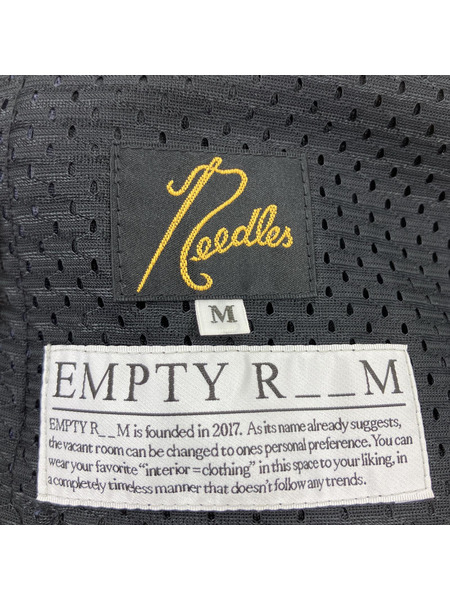 Needles
M
EMPTY R__M
EMPTY R__M is founded in 2017. As its name already suggests,
the vacant room can be changed to ones personal preference. You can
wear your favorite "interior = clothing" in this space to your liking, in
a completely timeless manner that doesn't follow any trends.